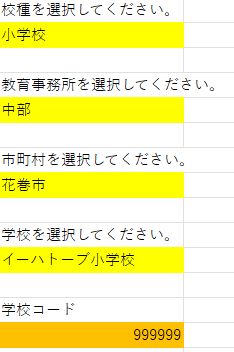 校種を選択してください。
小学校
教育事務所を選択してください。
中部
市町村を選択してください。
花巻市
学校を選択してください。
イーハトーブ小学校
学校コード
999999